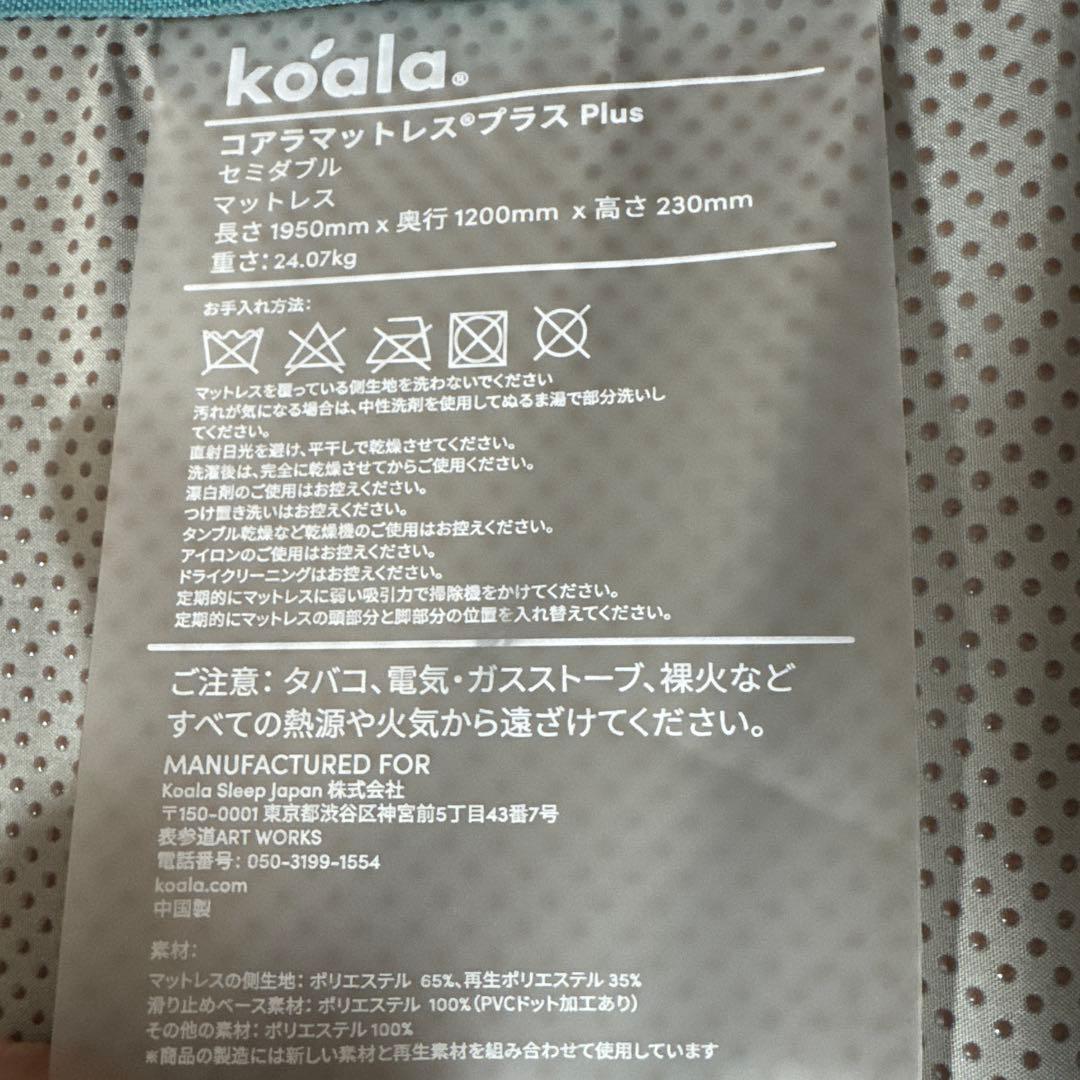 koala®
コアラマットレス®プラス Plus
セミダブル
マットレス
長さ 1950mm x 奥行 1200mm x 高さ 230mm
重さ: 24.07kg
お手入れ方法:
マットレスを覆っている側生地を洗わないでください
汚れが気になる場合は、中性洗剤を使用してぬるま湯で部分洗いし
てください。
直射日光を避け、平干しで乾燥させてください。
洗濯後は、完全に乾燥させてからご使用ください。
漂白剤のご使用はお控えください。
つけ置き洗いはお控えください。
タンブル乾燥など乾燥機のご使用はお控えください。
アイロンのご使用はお控えください。
ドライクリーニングはお控えください。
定期的にマットレスに弱い吸引力で掃除機をかけてください。
定期的にマットレスの頭部分と脚部分の位置を入れ替えてください。
ご注意: タバコ、電気・ガスストーブ、裸火など
すべての熱源や火気から遠ざけてください。
MANUFACTURED FOR
Koala Sleep Japan 株式会社
〒150-0001 東京都渋谷区神宮前5丁目43番7号
表参道ART WORKS
電話番号: 050-3199-1554
koala.com
中国製
素材:
マットレスの側生地: ポリエステル 65%、再生ポリエステル 35%
滑り止めベース素材: ポリエステル 100%(PVCドット加工あり)
その他の素材: ポリエステル 100%
※商品の製造には新しい素材と再生素材を組み合わせて使用しています